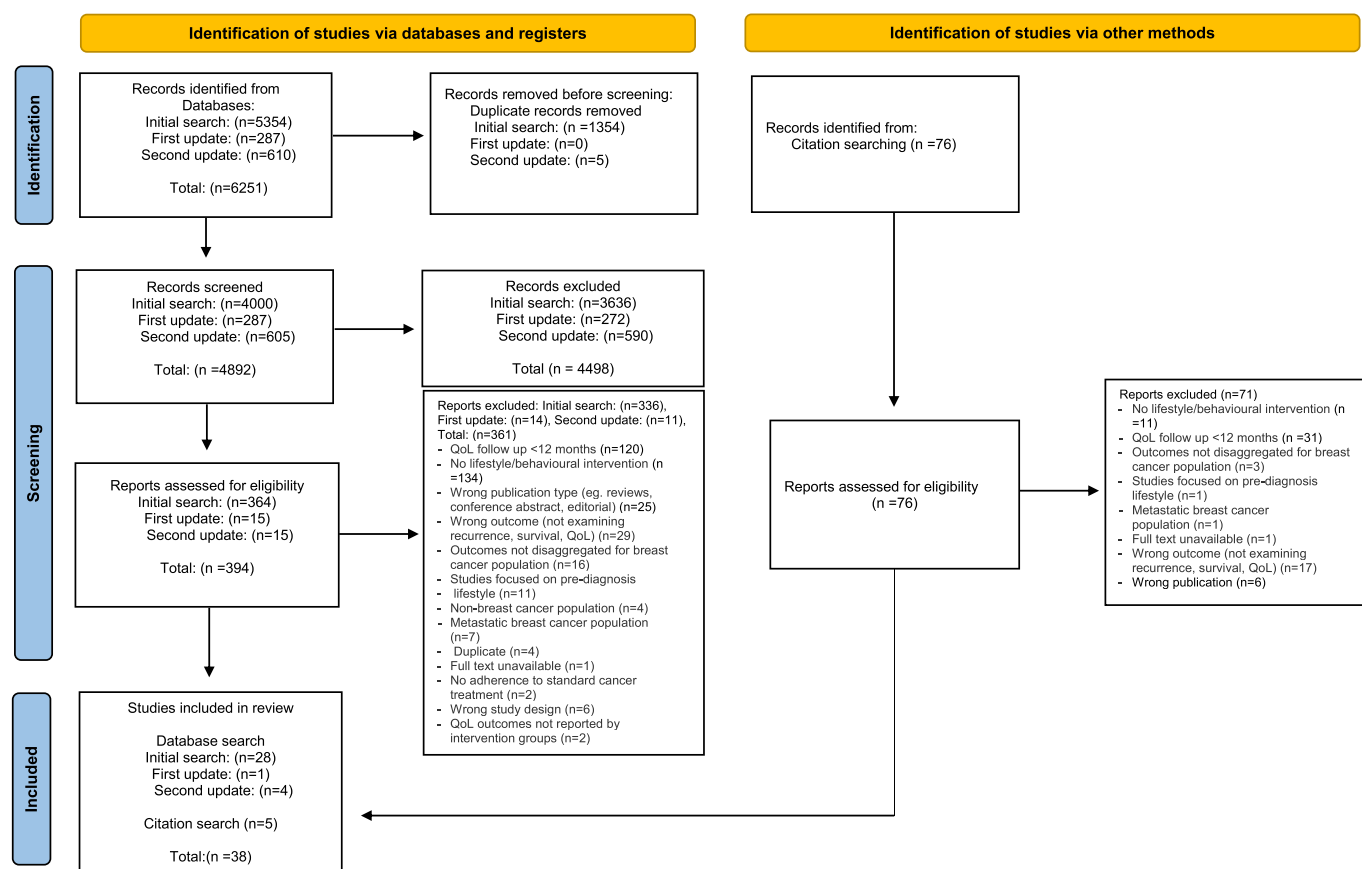 Identification of studies via databases and registers
Identification of studies via other methods
Identification
Records identified from
Databases:
Initial search: (n=5354)
First update: (n=287)
Second update: (n=610)
Total: (n=6251)
Records removed before screening:
Duplicate records removed
Initial search: (n =1354)
First update: (n=0)
Second update: (n=5)
Records identified from:
Citation searching (n =76)
Screening
Records screened
Initial search: (n=4000)
First update: (n=287)
Second update: (n=605)
Total: (n =4892)
Records excluded
Initial search: (n=3636)
First update: (n=272)
Second update: (n=590)
Total (n = 4498)
Reports assessed for eligibility
Initial search: (n=364)
First update: (n=15)
Second update: (n=15)
Total: (n =394)
Reports excluded: Initial search: (n=336),
First update: (n=14), Second update: (n=11),
Total: (n=361)
- QoL follow up <12 months (n=120)
- No lifestyle/behavioural intervention (n
=134)
- Wrong publication type (eg. reviews,
conference abstract, editorial) (n=25)
- Wrong outcome (not examining
recurrence, survival, QoL) (n=29)
- Outcomes not disaggregated for breast
cancer population (n=16)
- Studies focused on pre-diagnosis
- lifestyle (n=11)
- Non-breast cancer population (n=4)
- Metastatic breast cancer population
(n=7)
- Duplicate (n=4)
- Full text unavailable (n=1)
- No adherence to standard cancer
treatment (n=2)
- Wrong study design (n=6)
- QoL outcomes not reported by
intervention groups (n=2)
Reports assessed for eligibility
(n =76)
Reports excluded (n=71)
- No lifestyle/behavioural intervention (n
=11)
- QoL follow up <12 months (n=31)
- Outcomes not disaggregated for breast
cancer population (n=3)
- Studies focused on pre-diagnosis
lifestyle (n=1)
- Metastatic breast cancer
population (n=1)
- Full text unavailable (n=1)
- Wrong outcome (not examining
recurrence, survival, QoL) (n=17)
- Wrong publication (n=6)
Included
Studies included in review
Database search
Initial search: (n=28)
First update: (n=1)
Second update: (n=4)
Citation search (n=5)
Total:(n =38)